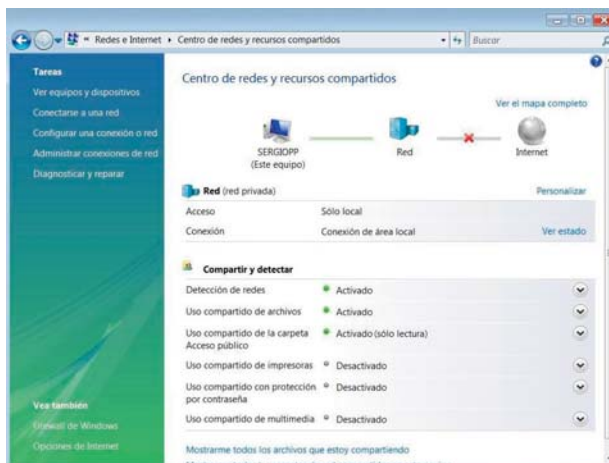 Redes e Internet ▸ Centro de redes y recursos compartidos
Buscar
Tareas
Ver equipos y dispositivos
Conectarse a una red
Configurar una conexión o red
Administrar conexiones de red
Diagnosticar y reparar
Centro de redes y recursos compartidos
Ver el mapa completo
SERGIOPP
(Este equipo)
Red
Internet
Red (red privada)
Personalizar
Acceso Sólo local
Conexión Conexión de área local Ver estado
Compartir y detectar
Detección de redes Activado
Uso compartido de archivos Activado
Uso compartido de la carpeta Activado (sólo lectura)
Acceso público
Uso compartido de impresoras Desactivado
Uso compartido con protección Desactivado
por contraseña
Uso compartido de multimedia Desactivado
Mostrarme todos los archivos que estoy compartiendo
Vea también
Firewall de Windows
Opciones de Internet